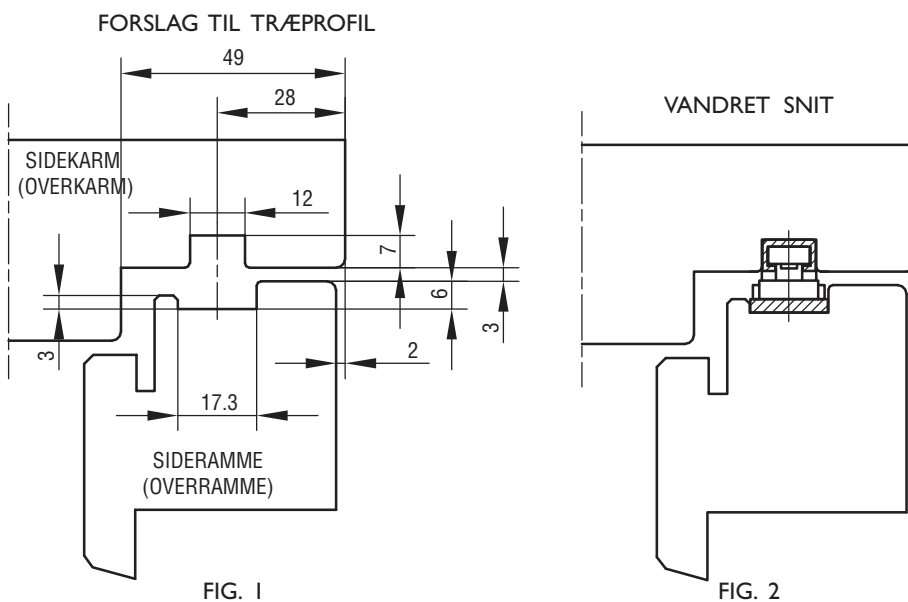 FORSLAG TIL TRÆPROFIL
49
28
VANDRET SNIT
SIDEKARM
(OVERKARM)
12
7
6
3
3
2
17.3
SIDERAMME
(OVERRAMME)
FIG. 1
FIG. 2